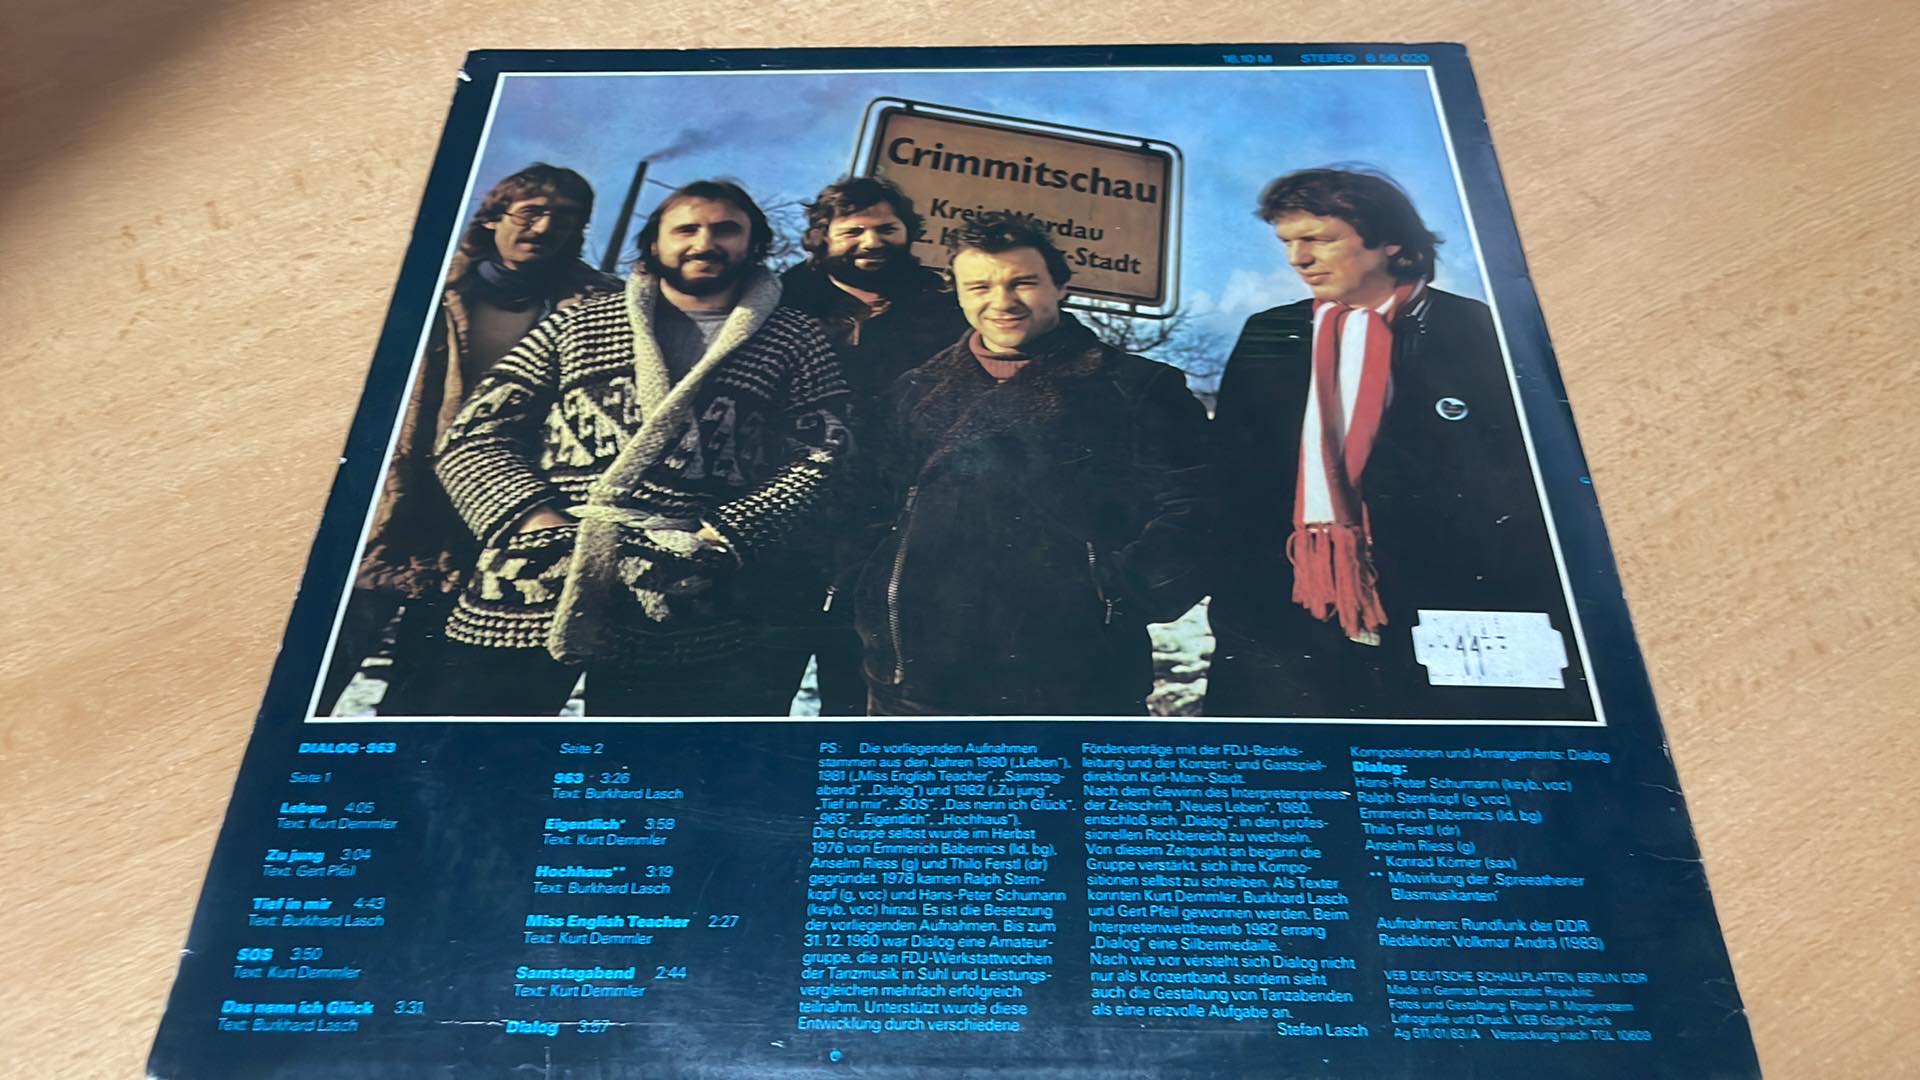 16,10 M STEREO 8 56 020
Crimmitschau
Kreis Werdau
-Stadt
44
DIALOG - 963
Seite 1
Leben 4:05
Text: Kurt Demmler
Zu jung 3:04
Text: Gert Pfeil
Tief in mir 4:43
Text: Burkhard Lasch
SOS 3:50
Text: Kurt Demmler
Das nenn ich Glück 3:31
Text: Burkhard Lasch
Seite 2
963 3:26
Text: Burkhard Lasch
Eigentlich* 3:58
Text: Kurt Demmler
Hochhaus** 3:19
Text: Burkhard Lasch
Miss English Teacher 2:27
Text: Kurt Demmler
Samstagabend 2:44
Text: Kurt Demmler
Dialog 3:57
PS: Die vorliegenden Aufnahmen
stammen aus den Jahren 1980 („Leben"),
1981 („Miss English Teacher", „Samstag-
abend", „Dialog") und 1982 („Zu jung",
„Tief in mir", „SOS", „Das nenn ich Glück",
„963", „Eigentlich", „Hochhaus").
Die Gruppe selbst wurde im Herbst
1976 von Emmerich Babernics (ld, bg),
Anselm Riess (g) und Thilo Ferstl (dr)
gegründet. 1978 kamen Ralph Stern-
kopf (g, voc) und Hans-Peter Schumann
(keyb, voc) hinzu. Es ist die Besetzung
der vorliegenden Aufnahmen. Bis zum
31. 12. 1980 war Dialog eine Amateur-
gruppe, die an FDJ-Werkstattwochen
der Tanzmusik in Suhl und Leistungs-
vergleichen mehrfach erfolgreich
teilnahm. Unterstützt wurde diese
Entwicklung durch verschiedene
Förderverträge mit der FDJ-Bezirks-
leitung und der Konzert- und Gastspiel-
direktion Karl-Marx-Stadt.
Nach dem Gewinn des Interpretenpreises
der Zeitschrift „Neues Leben", 1980,
entschloß sich „Dialog", in den profes-
sionellen Rockbereich zu wechseln.
Von diesem Zeitpunkt an begann die
Gruppe verstärkt, sich ihre Kompo-
sitionen selbst zu schreiben. Als Texter
konnten Kurt Demmler, Burkhard Lasch
und Gert Pfeil gewonnen werden. Beim
Interpretenwettbewerb 1982 errang
„Dialog" eine Silbermedaille.
Nach wie vor versteht sich Dialog nicht
nur als Konzertband, sondern sieht
auch die Gestaltung von Tanzabenden
als eine reizvolle Aufgabe an.
Stefan Lasch
Kompositionen und Arrangements: Dialog
Dialog:
Hans-Peter Schumann (keyb, voc)
Ralph Sternkopf (g, voc)
Emmerich Babernics (ld, bg)
Thilo Ferstl (dr)
Anselm Riess (g)
* Konrad Körner (sax)
** Mitwirkung der „Spreeathener
Blasmusikanten"
Aufnahmen: Rundfunk der DDR
Redaktion: Volkmar Andrä (1983)
VEB DEUTSCHE SCHALLPLATTEN BERLIN DDR
Made in German Democratic Republic
Fotos und Gestaltung: Florian R. Morgenstern
Lithografie und Druck: VEB Gotha-Druck
Ag 511/01/83/A Verpackung nach TGL 10609